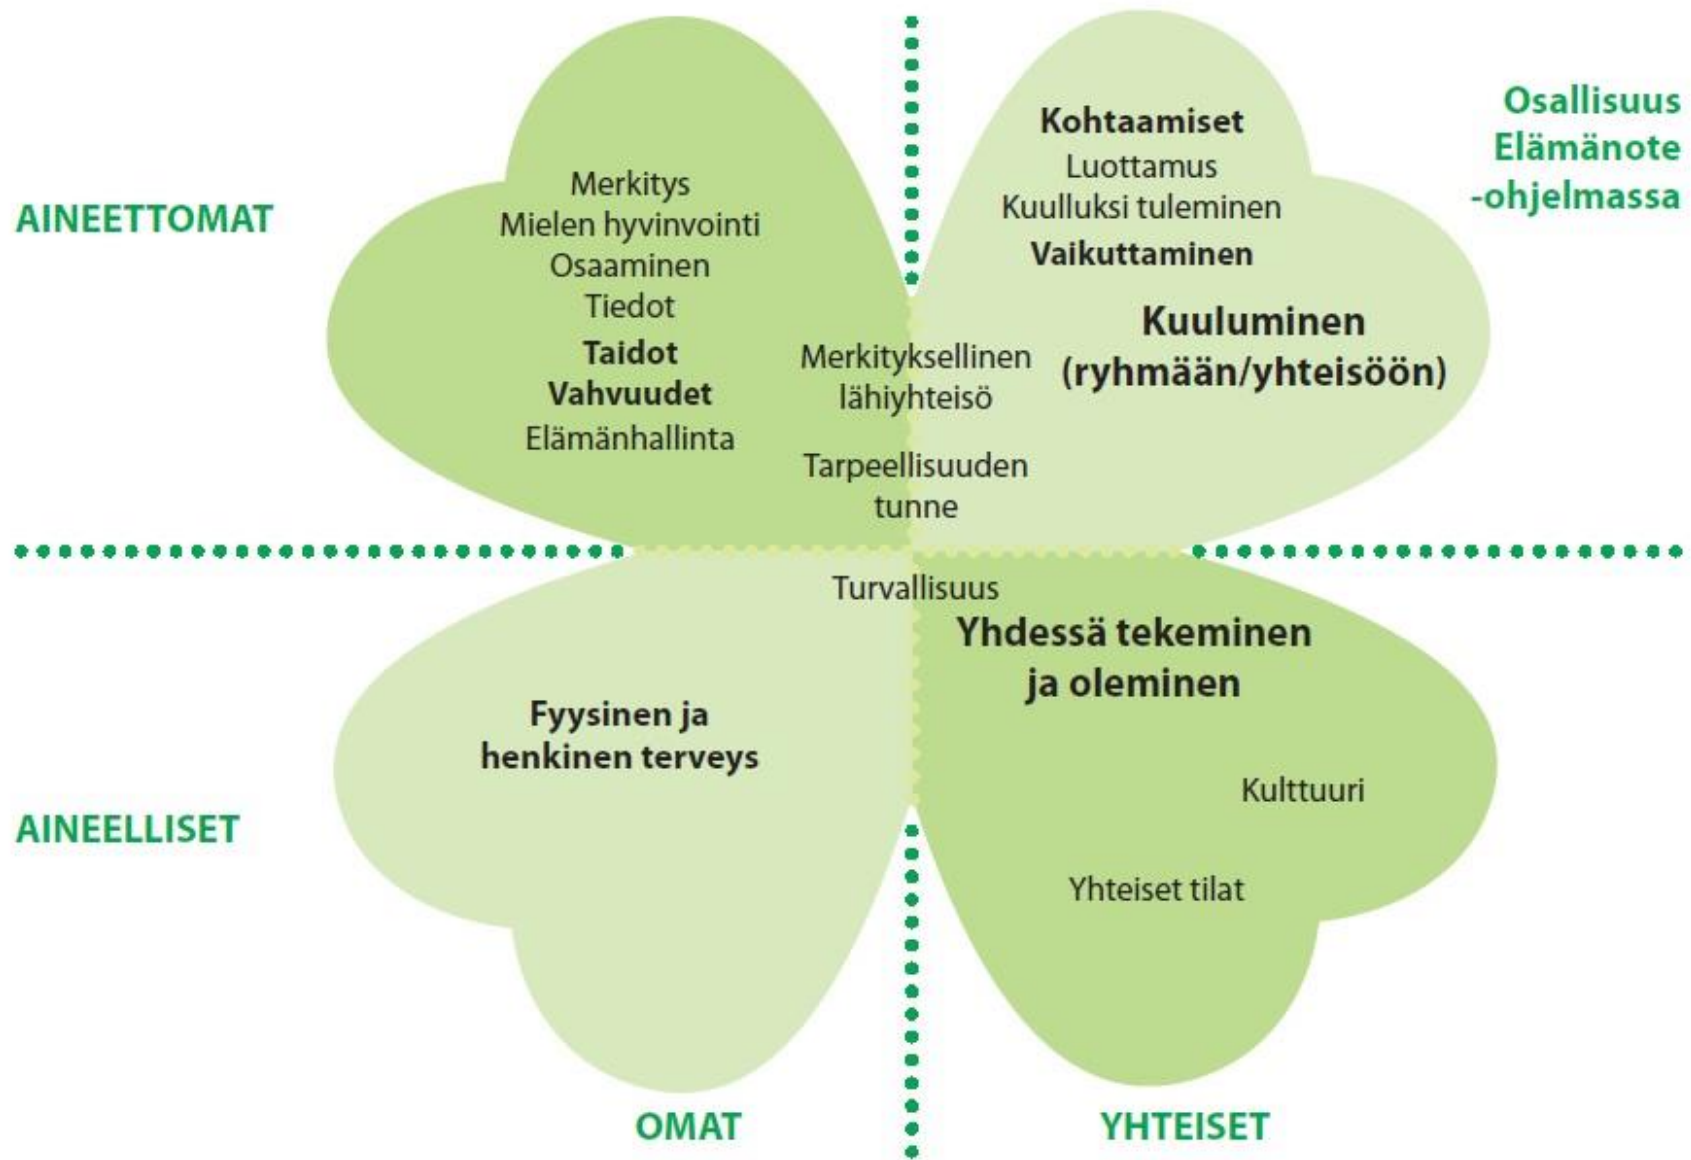 Osallisuus
Elämänote
-ohjelmassa
AINEETTOMAT
Merkitys
Mielen hyvinvointi
Osaaminen
Tiedot
Taidot
Vahvuudet
Elämänhallinta
Kohtaamiset
Luottamus
Kuulluksi tuleminen
Vaikuttaminen
Kuuluminen
(ryhmään/yhteisöön)
Merkityksellinen
lähiyhteisö
Tarpeellisuuden
tunne
AINEELLISET
Turvallisuus
Fyysinen ja
henkinen terveys
Yhdessä tekeminen
ja oleminen
Kulttuuri
Yhteiset tilat
OMAT
YHTEISET